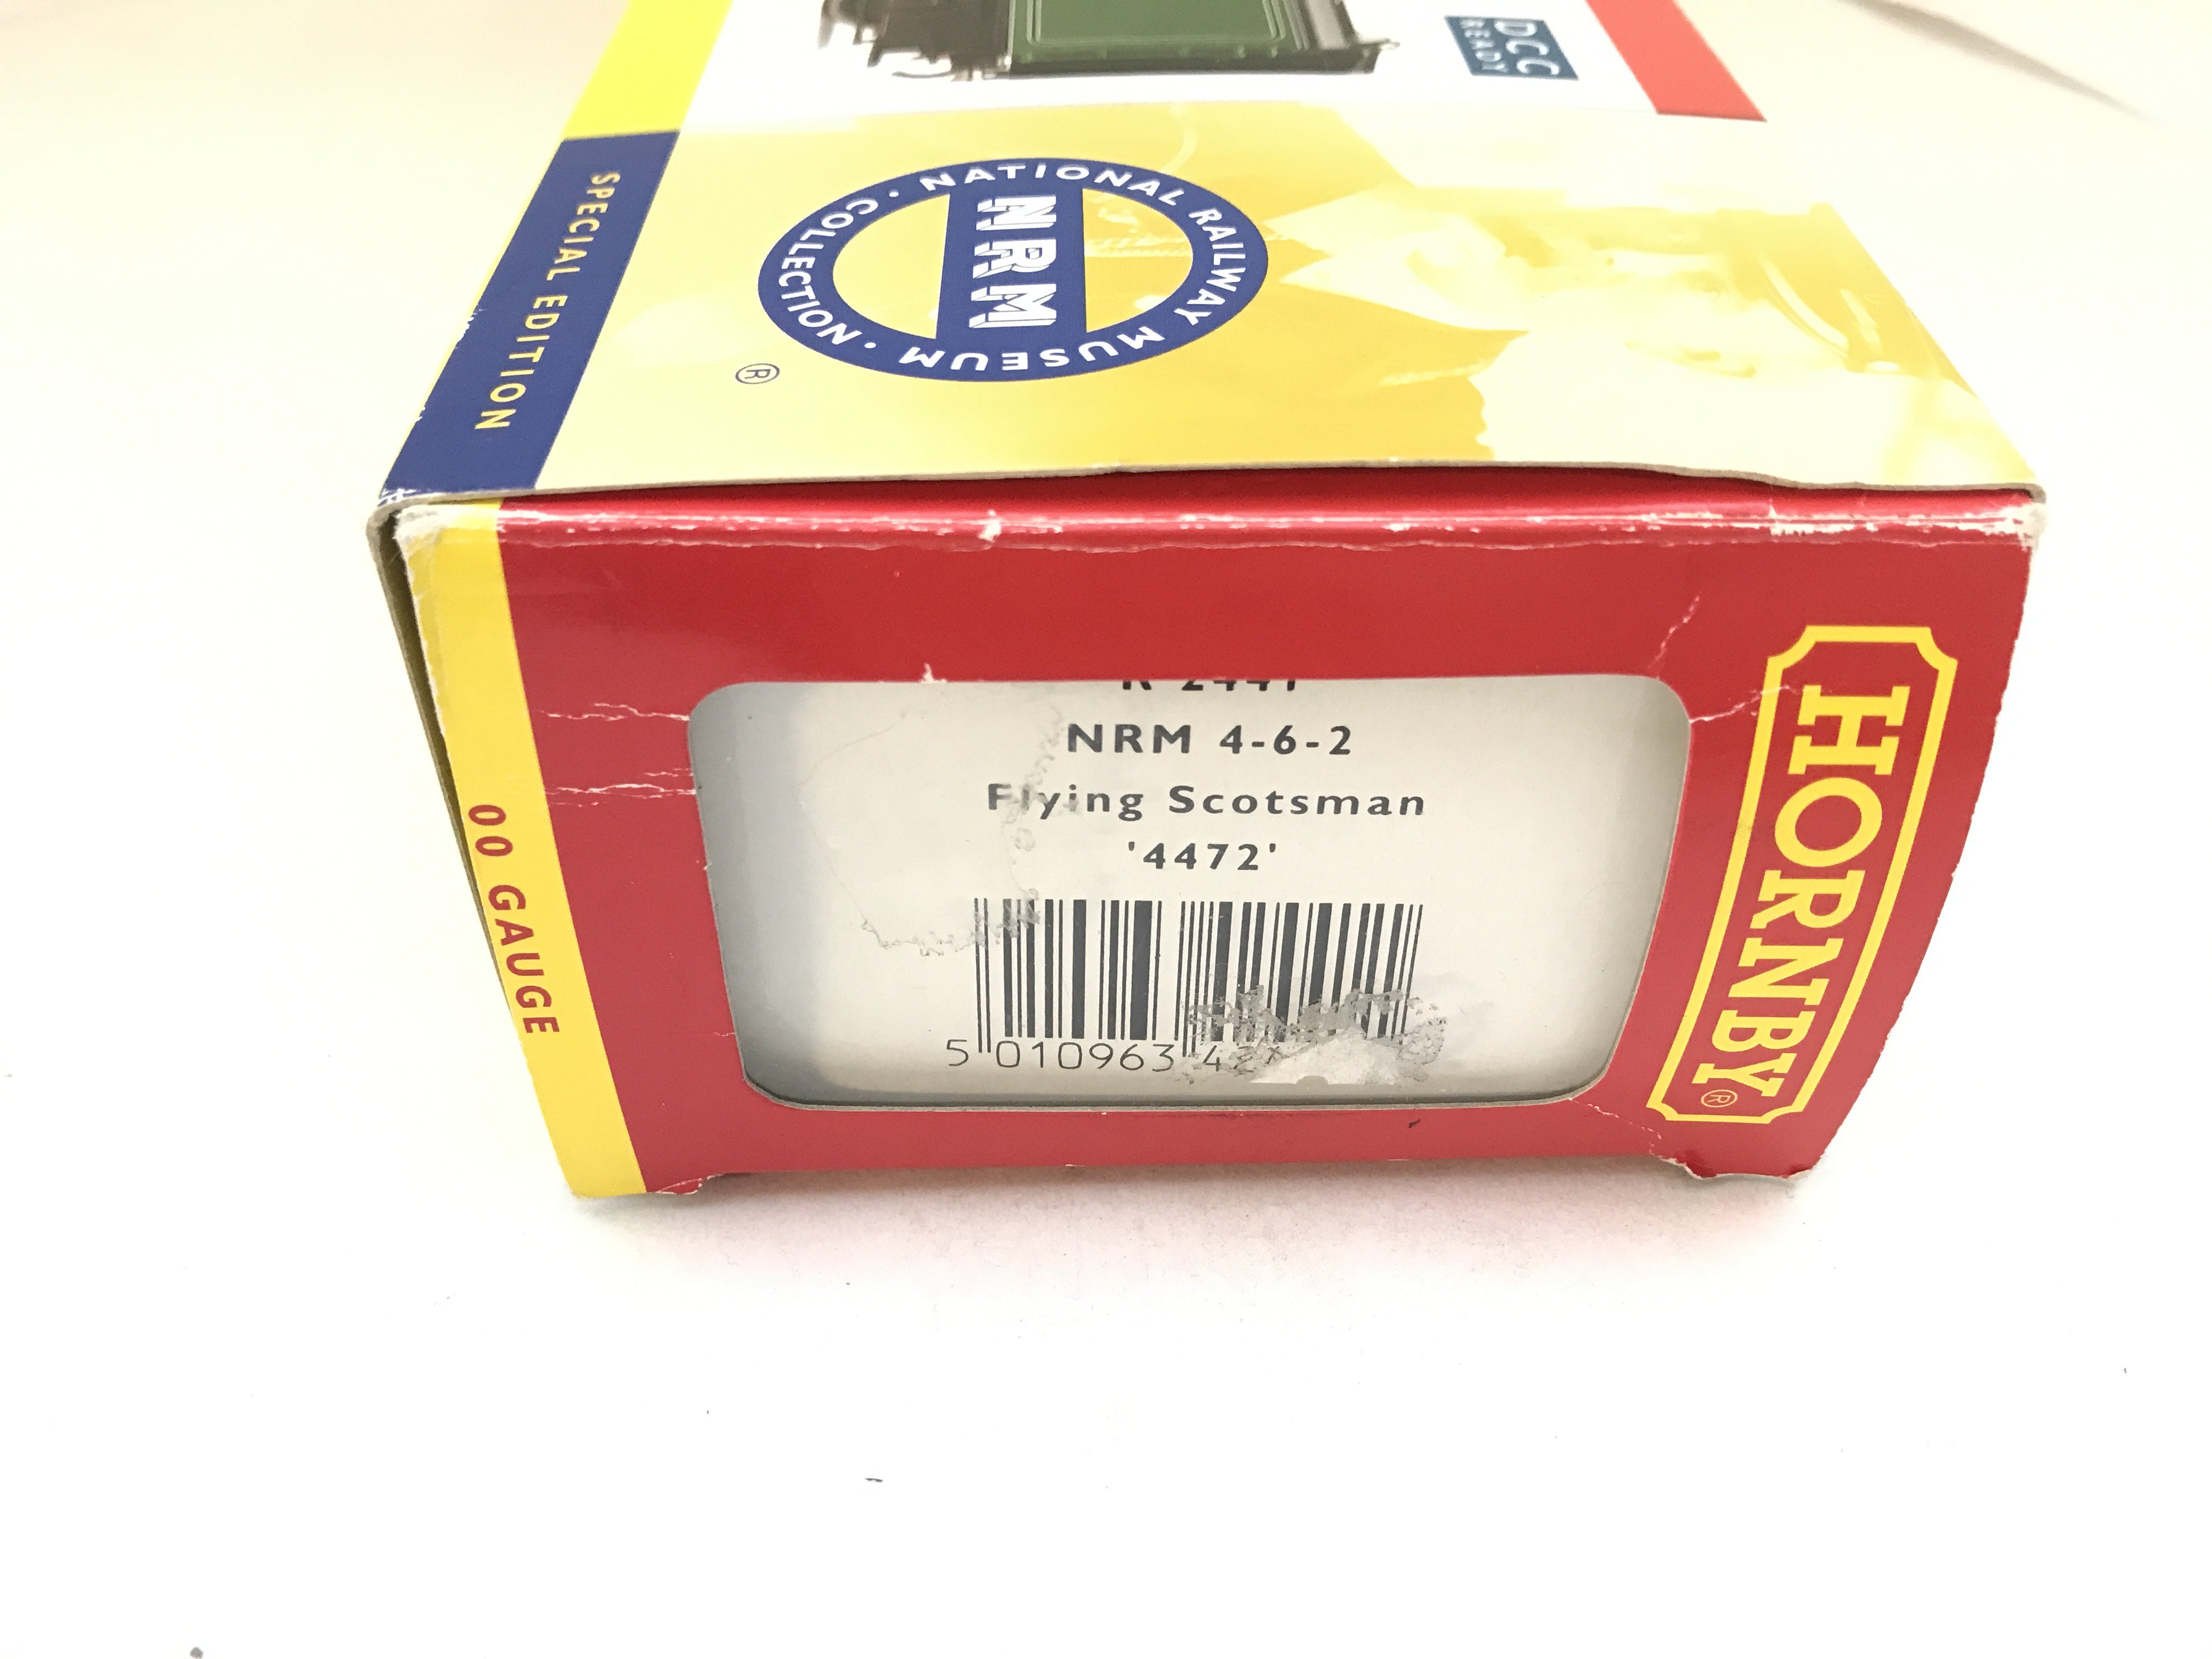 DCC
READY
NATIONAL RAILWAY MUSEUM • COLLECTION •
NRM
®
SPECIAL EDITION
NRM 4-6-2
Flying Scotsman
'4472'
5 010963
00 GAUGE
HORNBY®